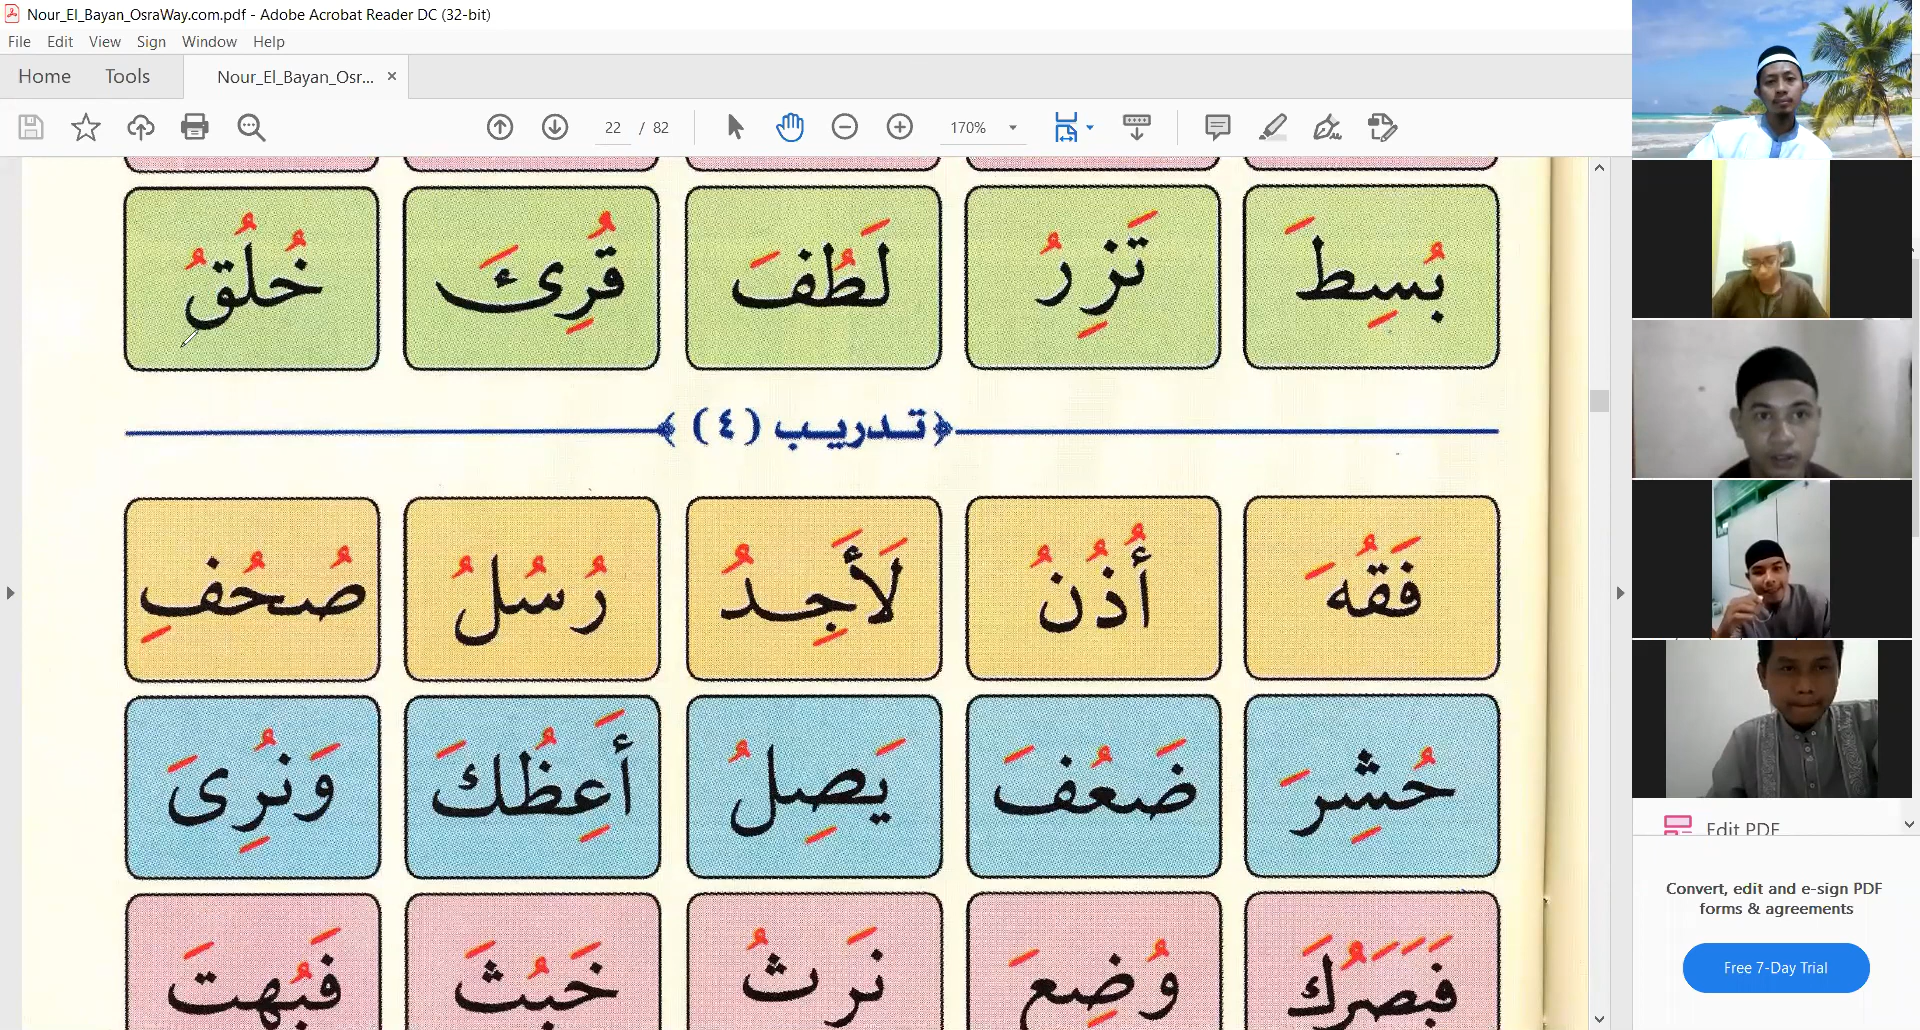 Nour_El_Bayan_OsraWay.com.pdf - Adobe Acrobat Reader DC (32-bit)
File Edit View Sign Window Help
Home Tools Nour_El_Bayan_Osr... ×
22 / 82 170%
بُسِطَ تَزِرُ لَطُفَ قُرِئَ خُلُقُ
﴿تدريب (٤)﴾
فَقُهَ أُذُنُ لَأَجِدُ رُسُلُ صُحُفِ
حُشِرَ ضَعُفَ يَصِلُ أَعِظُكَ وَنُرِىَ
فَبَصَرُكَ وُضِعَ نَرِثُ خَبُثَ فَبُهِتَ
Edit PDF
Convert, edit and e-sign PDF
forms & agreements
Free 7-Day Trial